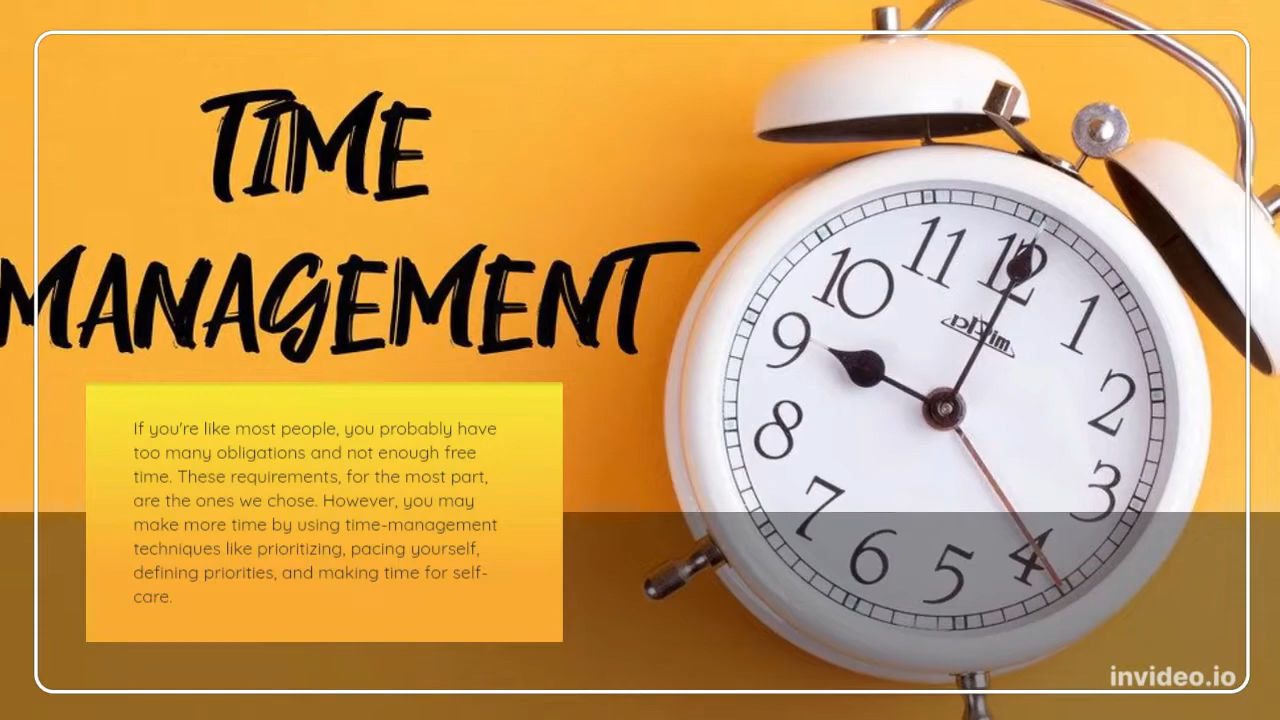 TIME
MANAGEMENT
If you're like most people, you probably have
too many obligations and not enough free
time. These requirements, for the most part,
are the ones we chose. However, you may
make more time by using time-management
techniques like prioritizing, pacing yourself,
defining priorities, and making time for self-
care.
11 12 1
10 2
9 3
8 4
7 6 5
prim
invideo.io